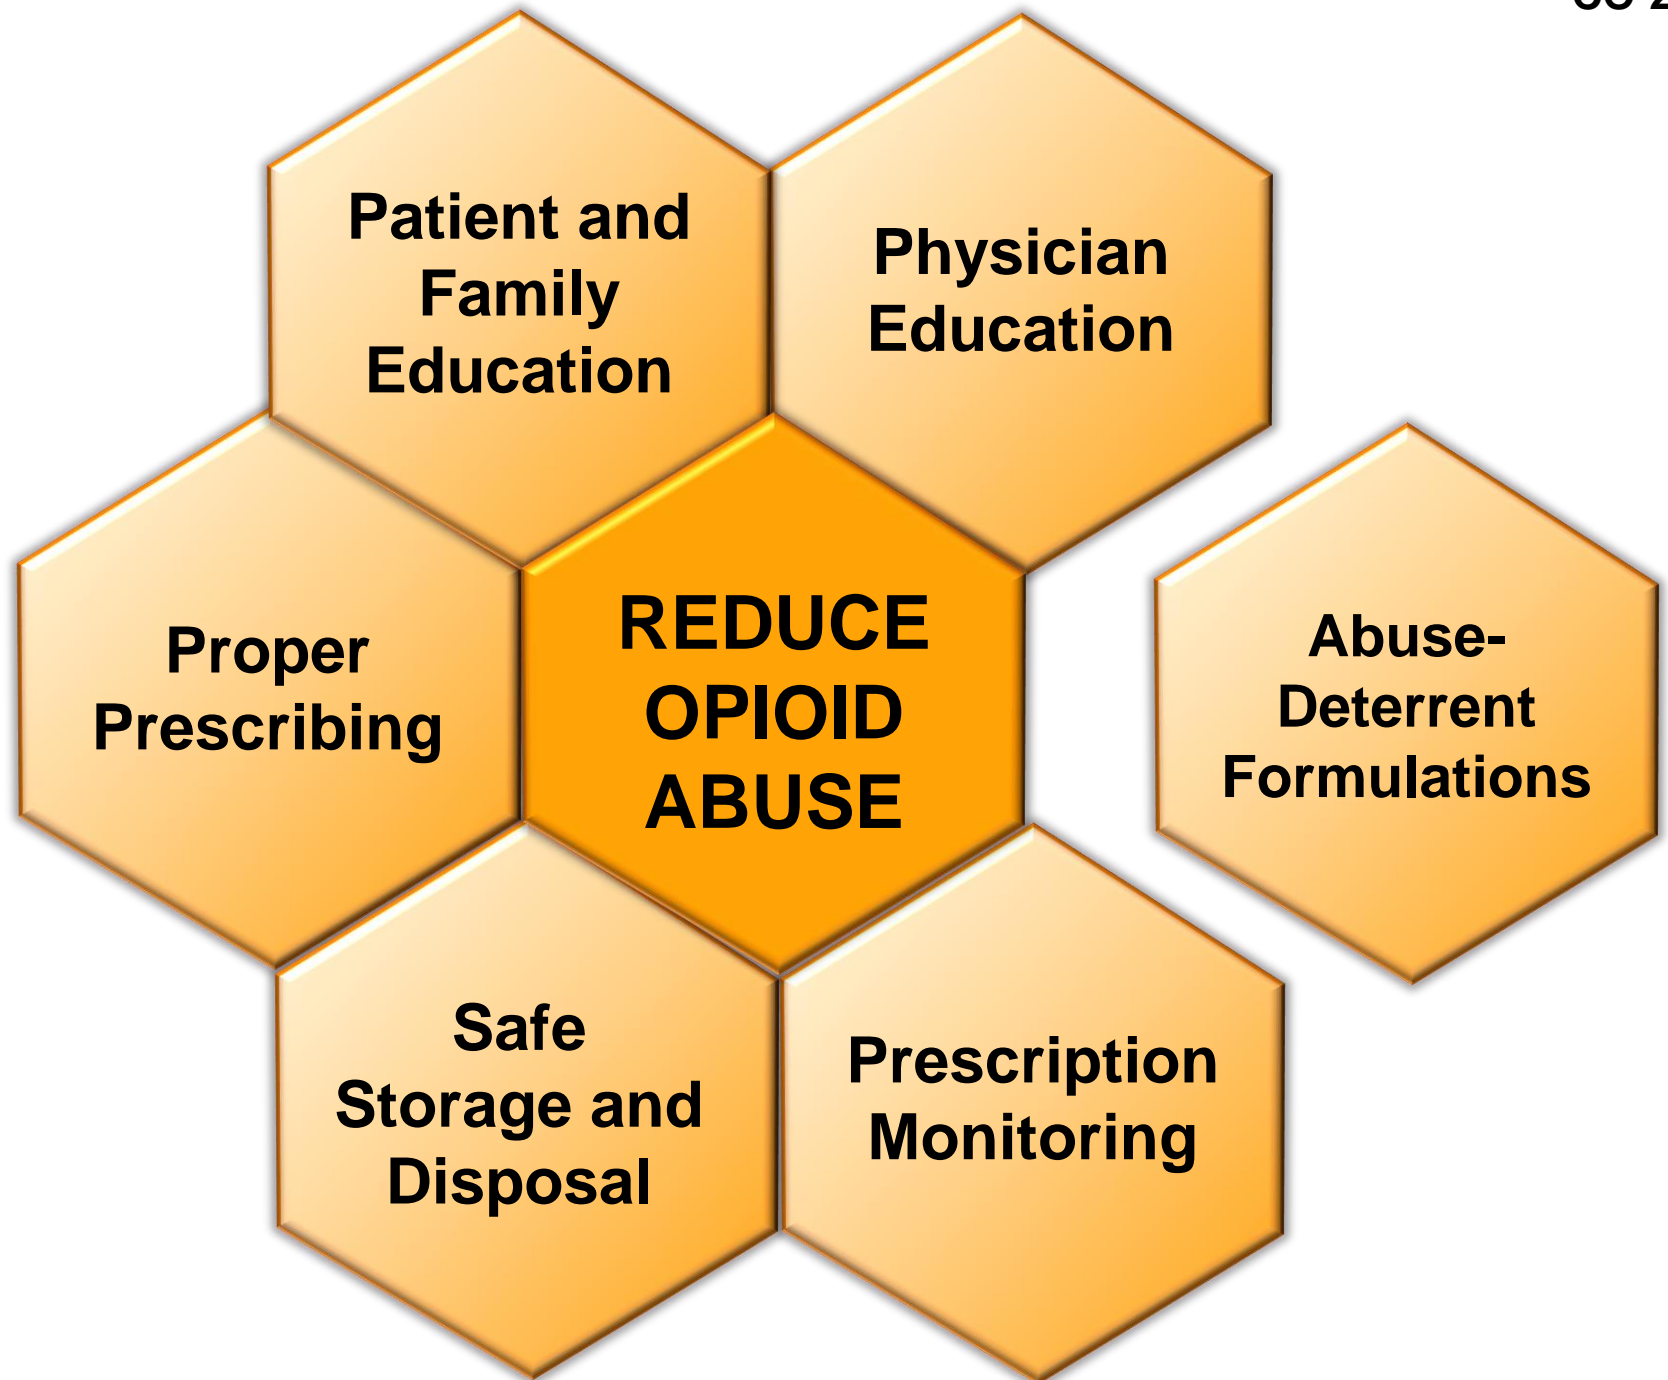 Patient and
Family
Education
Physician
Education
Proper
Prescribing
REDUCE
OPIOID
ABUSE
Abuse-
Deterrent
Formulations
Safe
Storage and
Disposal
Prescription
Monitoring